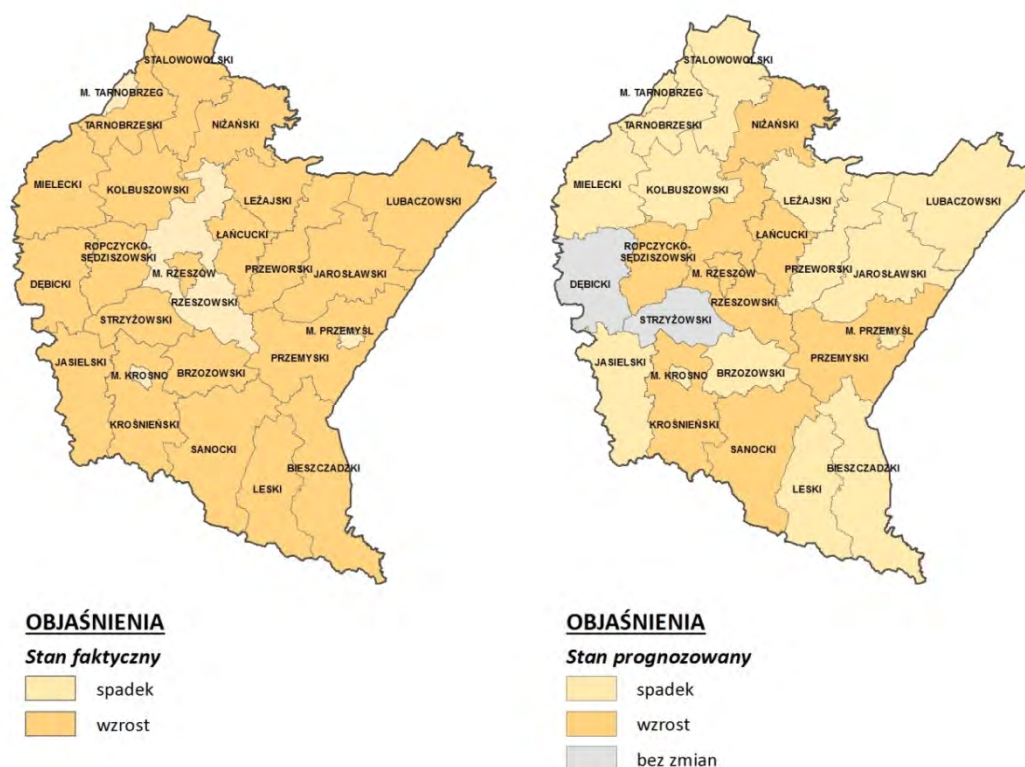 STALOWOWOLSKI
M. TARNOBRZEG
TARNOBRZESKI
NIŻAŃSKI
MIELECKI
KOLBUSZOWSKI
LEŻAJSKI
LUBACZOWSKI
ROPCZYCKO-
SĘDZISZOWSKI
ŁAŃCUCKI
M. RZESZÓW
PRZEWORSKI
JAROSŁAWSKI
DĘBICKI
RZESZOWSKI
STRZYŻOWSKI
M. PRZEMYŚL
JASIELSKI
M. KROSNO
BRZOZOWSKI
PRZEMYSKI
KROŚNIEŃSKI
SANOCKI
BIESZCZADZKI
LESKI
OBJAŚNIENIA
Stan faktyczny
spadek
wzrost
STALOWOWOLSKI
M. TARNOBRZEG
TARNOBRZESKI
NIŻAŃSKI
MIELECKI
KOLBUSZOWSKI
LEŻAJSKI
LUBACZOWSKI
ROPCZYCKO-
SĘDZISZOWSKI
ŁAŃCUCKI
M. RZESZÓW
PRZEWORSKI
JAROSŁAWSKI
DĘBICKI
RZESZOWSKI
STRZYŻOWSKI
M. PRZEMYŚL
JASIELSKI
M. KROSNO
BRZOZOWSKI
PRZEMYSKI
KROŚNIEŃSKI
SANOCKI
BIESZCZADZKI
LESKI
OBJAŚNIENIA
Stan prognozowany
spadek
wzrost
bez zmian